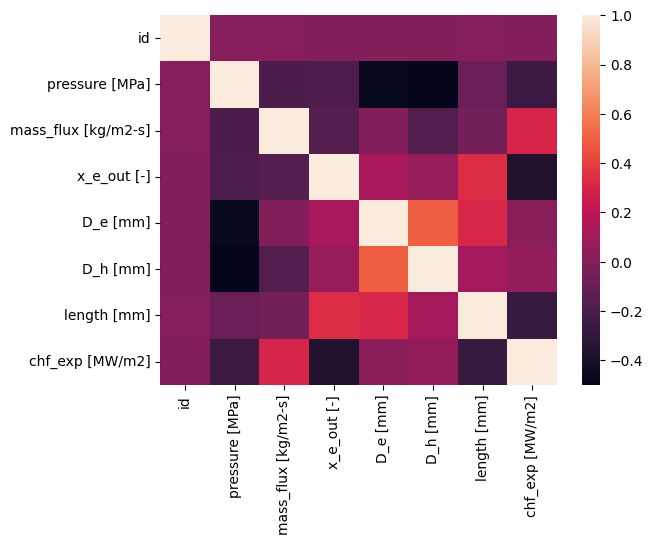 id
pressure [MPa]
mass_flux [kg/m2-s]
x_e_out [-]
D_e [mm]
D_h [mm]
length [mm]
chf_exp [MW/m2]
id
pressure [MPa]
mass_flux [kg/m2-s]
x_e_out [-]
D_e [mm]
D_h [mm]
length [mm]
chf_exp [MW/m2]
1.0
0.8
0.6
0.4
0.2
0.0
−0.2
−0.4